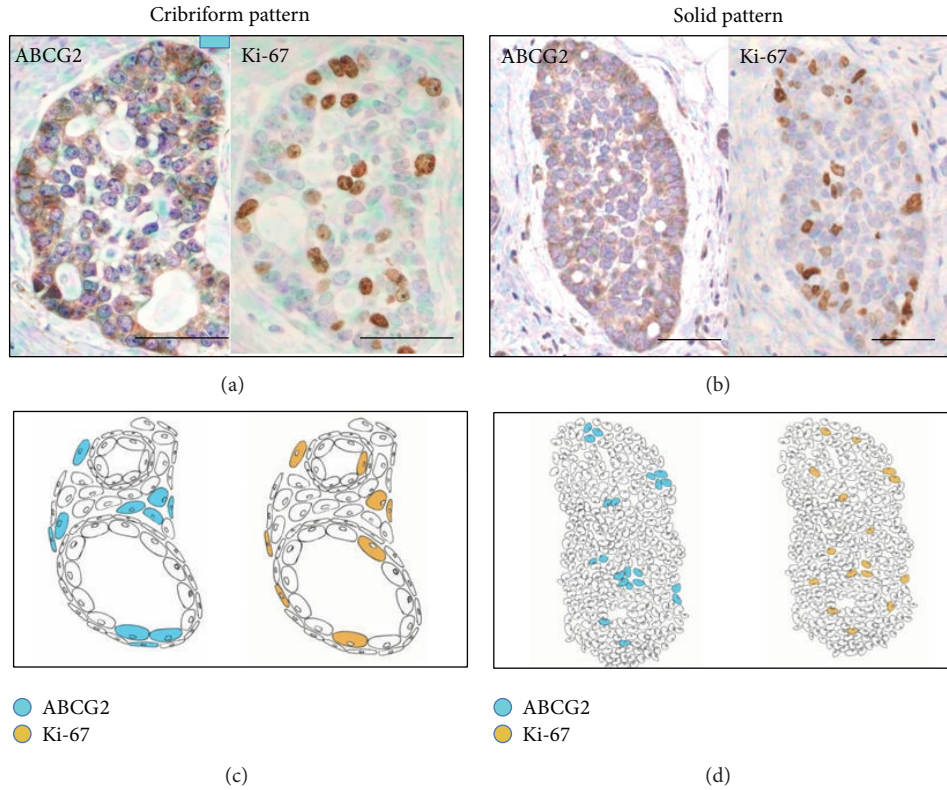 Cribriform pattern
Solid pattern
ABCG2
Ki-67
ABCG2
Ki-67
(a)
(b)
ABCG2
Ki-67
ABCG2
Ki-67
(c)
(d)